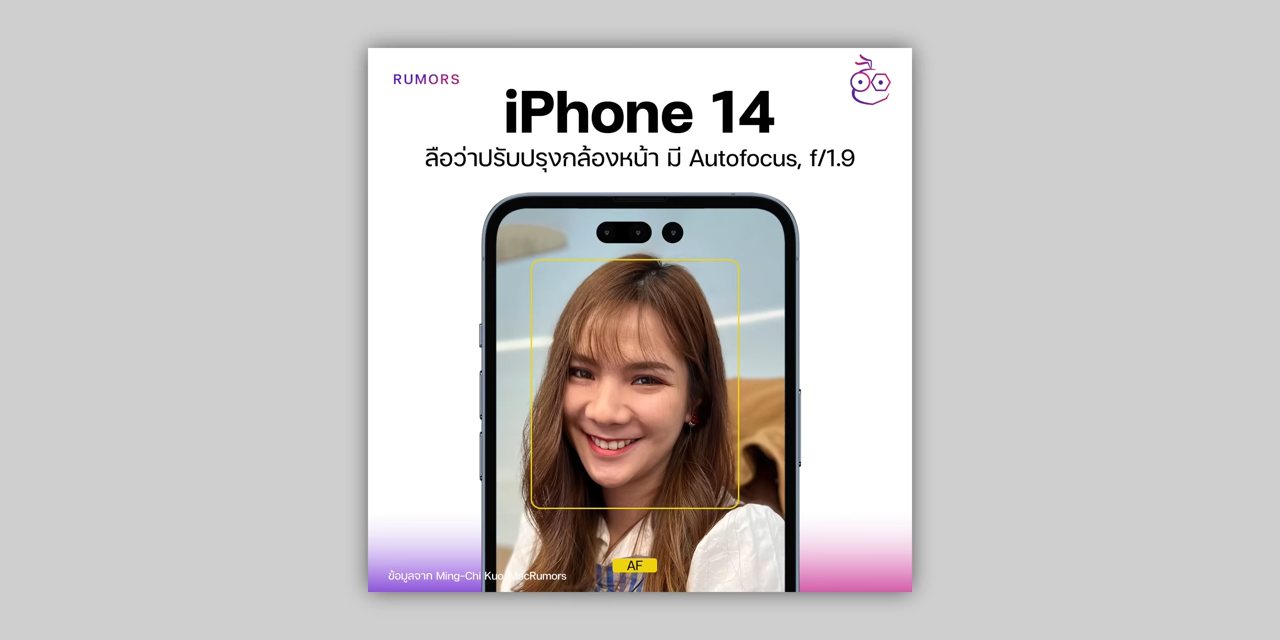 RUMORS
iPhone 14
ลือว่าปรับปรุงกล้องหน้า มี Autofocus, f/1.9
AF
ข้อมูลจาก Ming-Chi Kuo, MacRumors